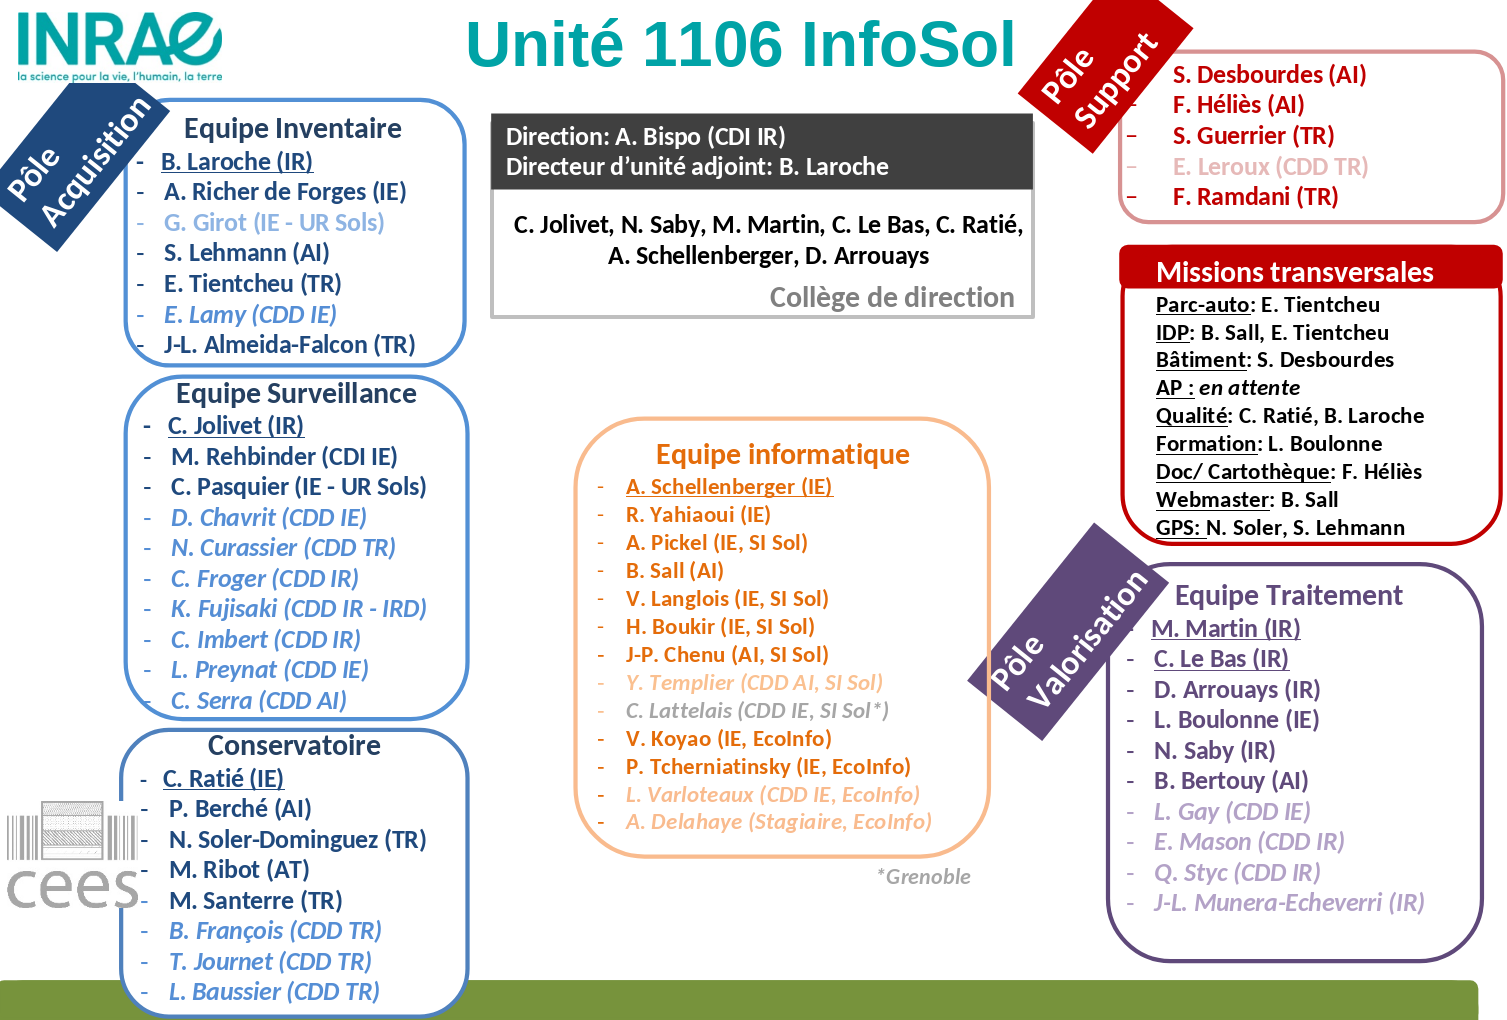 INRAE
la science pour la vie, l'humain, la terre
Unité 1106 InfoSol
Pôle
Acquisition
Equipe Inventaire
- B. Laroche (IR)
- A. Richer de Forges (IE)
- G. Girot (IE - UR Sols)
- S. Lehmann (AI)
- E. Tientcheu (TR)
- E. Lamy (CDD IE)
- J-L. Almeida-Falcon (TR)
Equipe Surveillance
- C. Jolivet (IR)
- M. Rehbinder (CDI IE)
- C. Pasquier (IE - UR Sols)
- D. Chavrit (CDD IE)
- N. Curassier (CDD TR)
- C. Froger (CDD IR)
- K. Fujisaki (CDD IR - IRD)
- C. Imbert (CDD IR)
- L. Preynat (CDD IE)
- C. Serra (CDD AI)
Conservatoire
- C. Ratié (IE)
- P. Berché (AI)
- N. Soler-Dominguez (TR)
- M. Ribot (AT)
- M. Santerre (TR)
- B. François (CDD TR)
- T. Journet (CDD TR)
- L. Baussier (CDD TR)
cees
Direction: A. Bispo (CDI IR)
Directeur d’unité adjoint: B. Laroche
C. Jolivet, N. Saby, M. Martin, C. Le Bas, C. Ratié,
A. Schellenberger, D. Arrouays
Collège de direction
Equipe informatique
- A. Schellenberger (IE)
- R. Yahiaoui (IE)
- A. Pickel (IE, SI Sol)
- B. Sall (AI)
- V. Langlois (IE, SI Sol)
- H. Boukir (IE, SI Sol)
- J-P. Chenu (AI, SI Sol)
- Y. Templier (CDD AI, SI Sol)
- C. Lattelais (CDD IE, SI Sol*)
- V. Koyao (IE, EcoInfo)
- P. Tcherniatinsky (IE, EcoInfo)
- L. Varloteaux (CDD IE, EcoInfo)
- A. Delahaye (Stagiaire, EcoInfo)
*Grenoble
Pôle
Support
S. Desbourdes (AI)
– F. Héliès (AI)
– S. Guerrier (TR)
– E. Leroux (CDD TR)
– F. Ramdani (TR)
Missions transversales
Parc-auto: E. Tientcheu
IDP: B. Sall, E. Tientcheu
Bâtiment: S. Desbourdes
AP : en attente
Qualité: C. Ratié, B. Laroche
Formation: L. Boulonne
Doc/ Cartothèque: F. Héliès
Webmaster: B. Sall
GPS: N. Soler, S. Lehmann
Pôle
Valorisation
Equipe Traitement
- M. Martin (IR)
- C. Le Bas (IR)
- D. Arrouays (IR)
- L. Boulonne (IE)
- N. Saby (IR)
- B. Bertouy (AI)
- L. Gay (CDD IE)
- E. Mason (CDD IR)
- Q. Styc (CDD IR)
- J-L. Munera-Echeverri (IR)